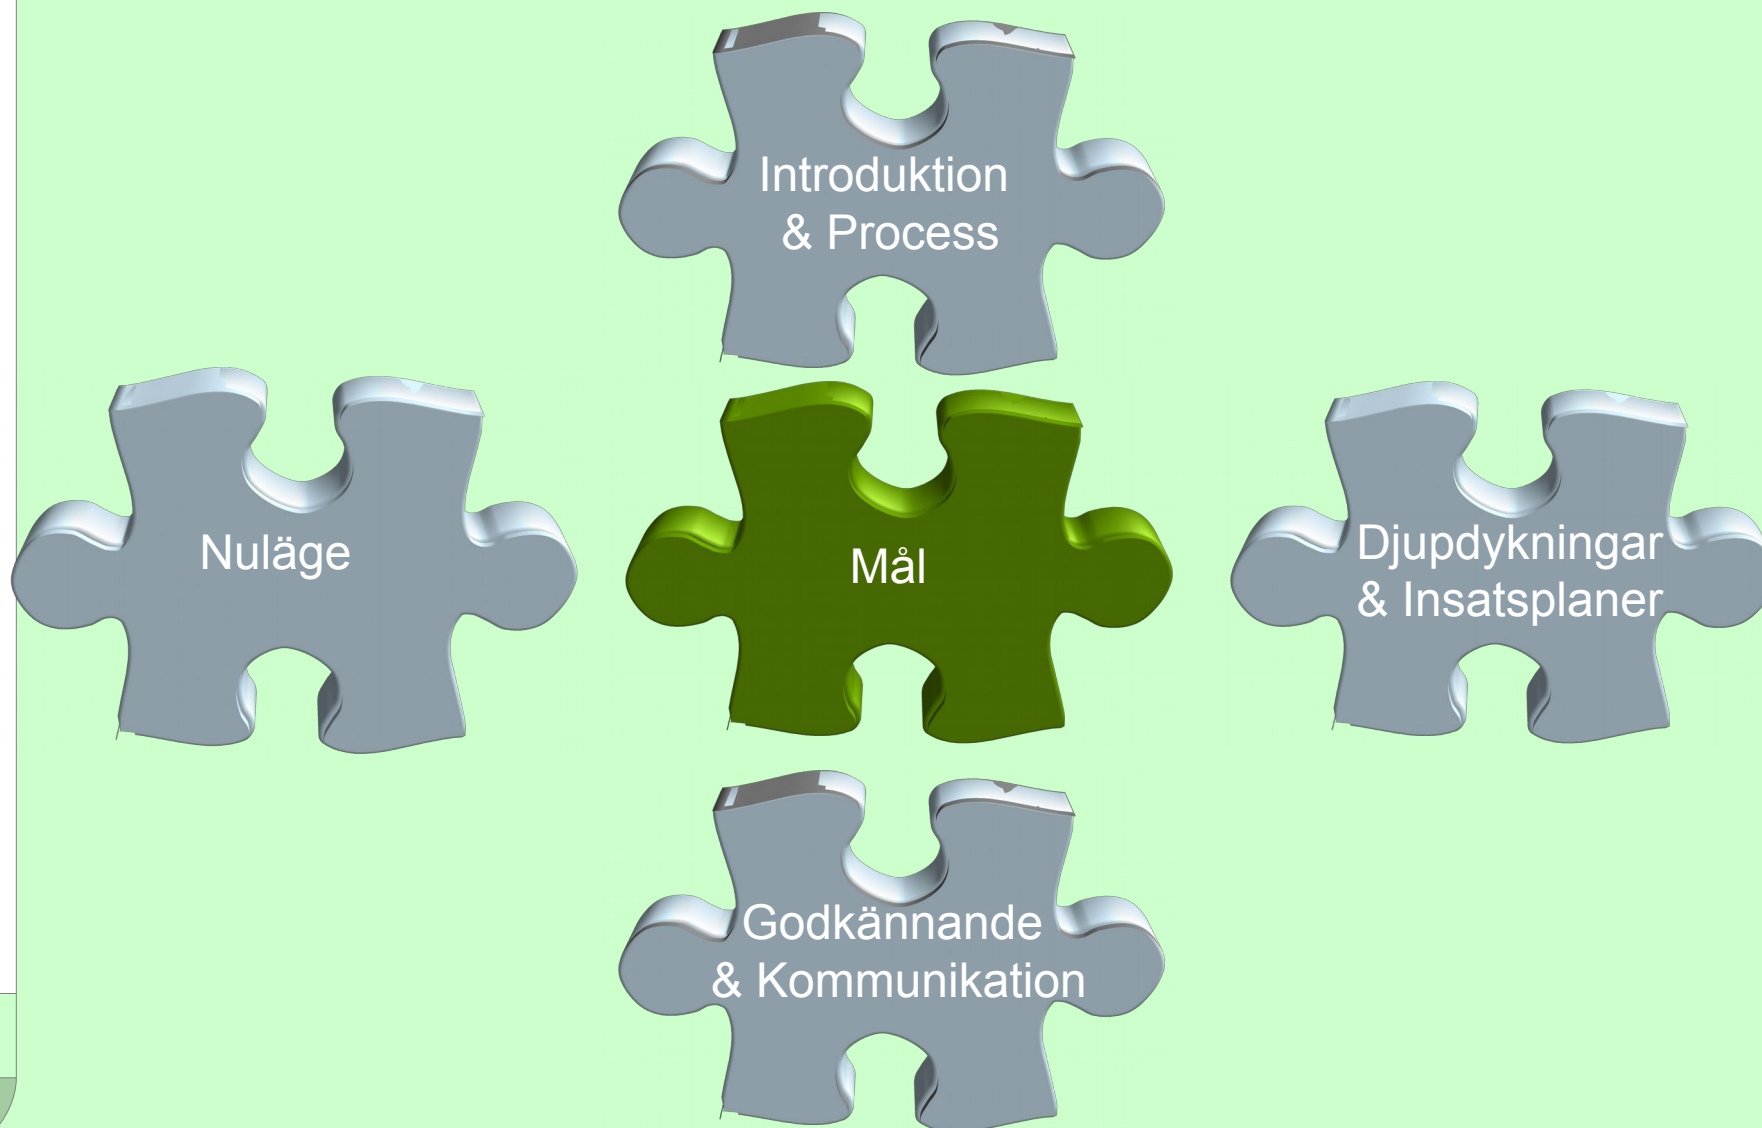 Introduktion
& Process
Nuläge
Mål
Djupdykningar
& Insatsplaner
Godkännande
& Kommunikation